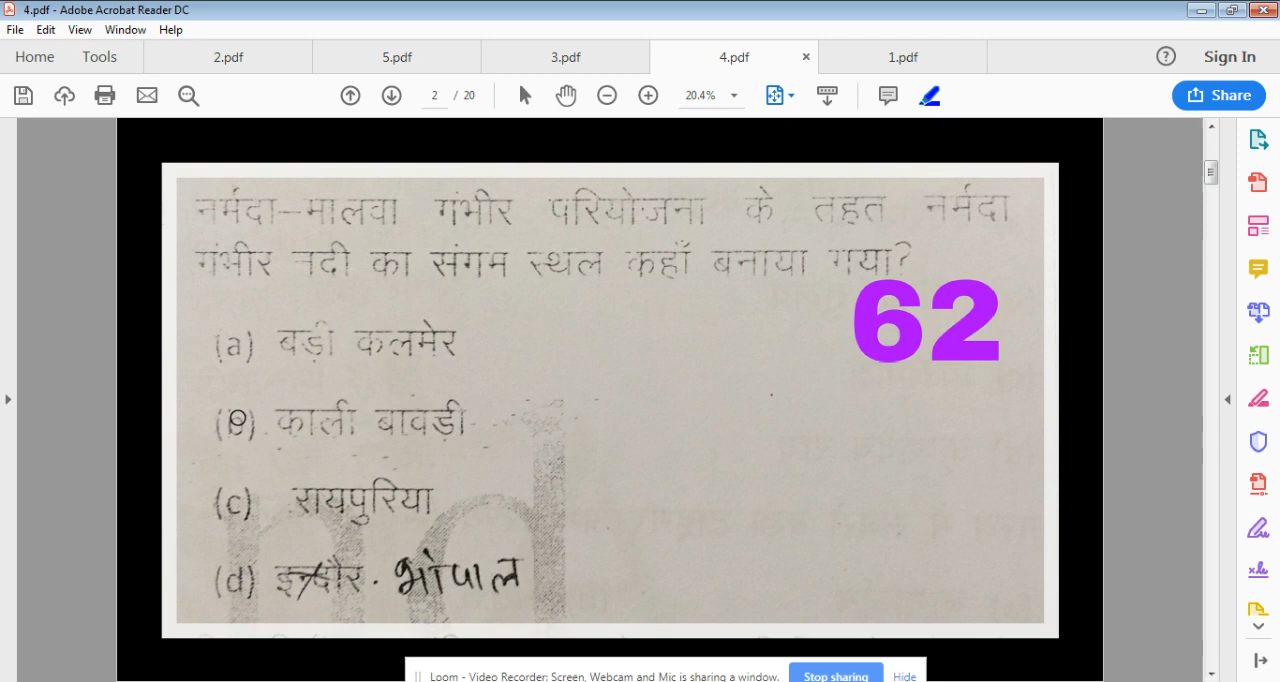 4.pdf - Adobe Acrobat Reader DC
File Edit View Window Help
Home Tools 2.pdf 5.pdf 3.pdf 4.pdf × 1.pdf ? Sign In
2 / 20 20.4% Share
नर्मदा–मालवा गंभीर परियोजना के तहत नर्मदा
गंभीर नदी का संगम स्थल कहाँ बनाया गया?
62
(a) बड़ी कलमेर
(b) काली बावड़ी
(c) रायपुरिया
(d) इन्दौर. भोपाल
Loom – Video Recorder: Screen, Webcam and Mic is sharing a window. Stop sharing Hide